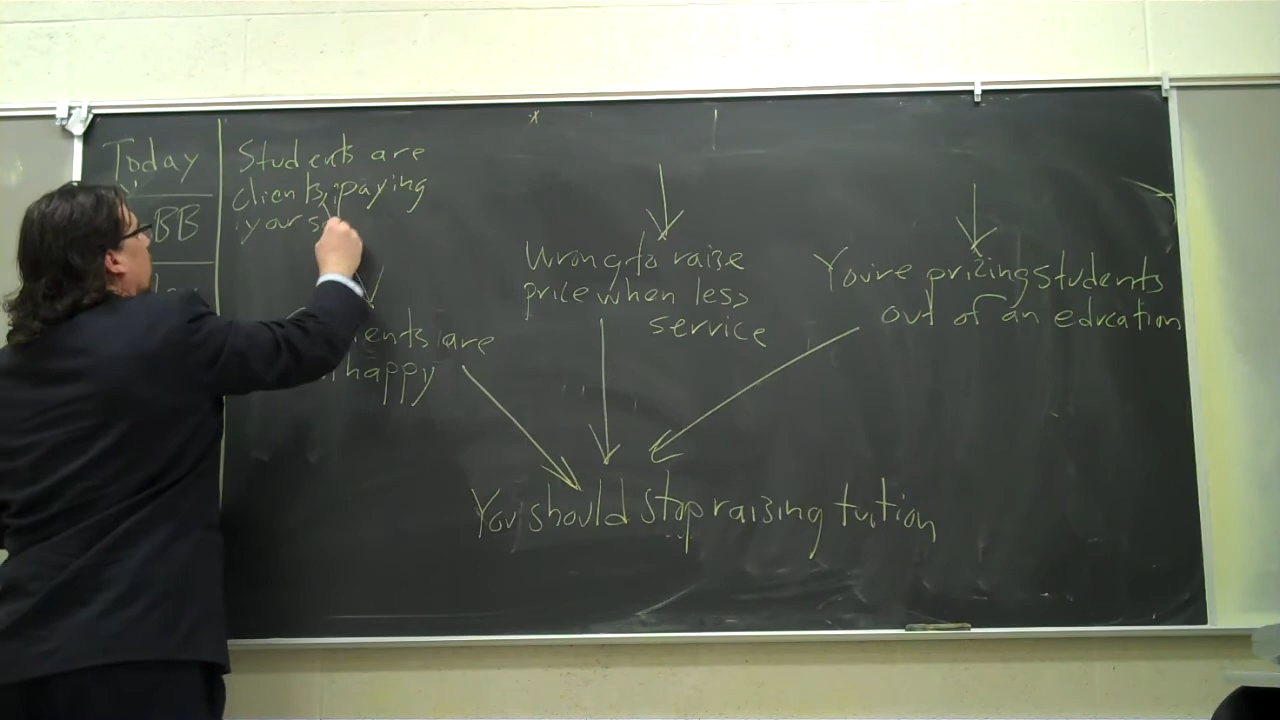 Today
BB
Students are
clients, paying
your s
ents are
happy
Wrong to raise
price when less
service
You're pricing students
out of an education
You should stop raising tuition